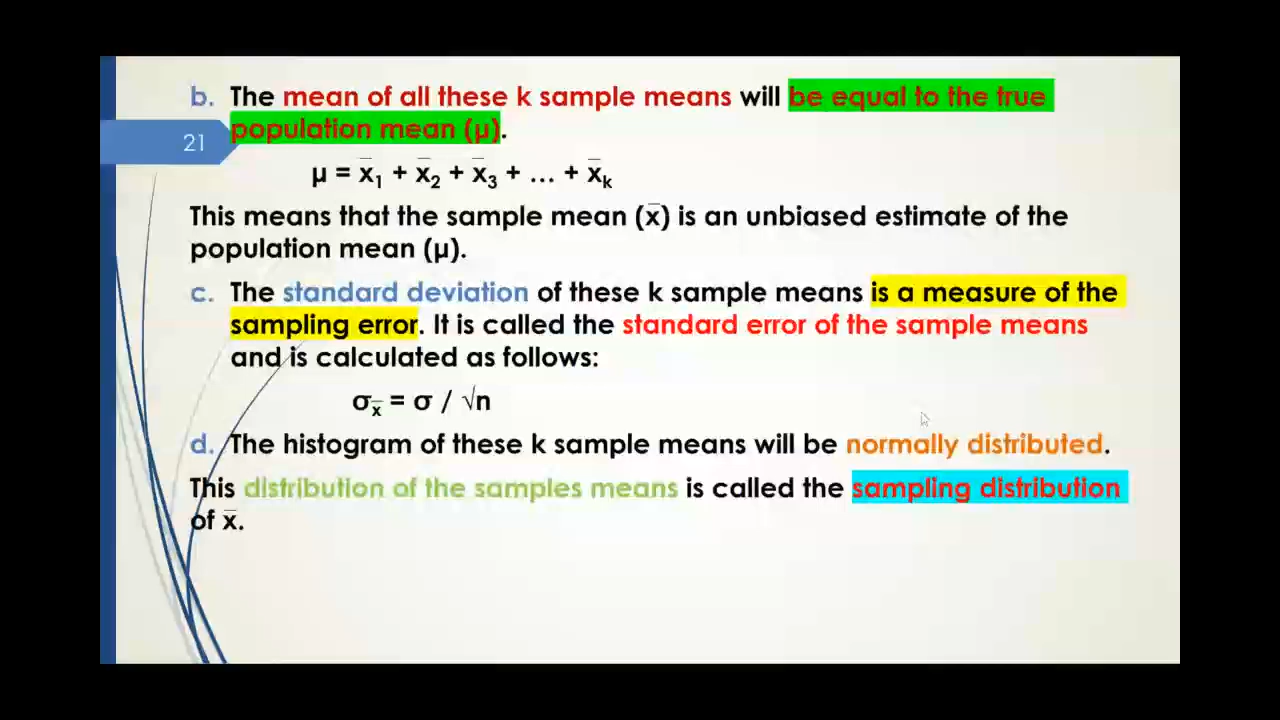 b. The mean of all these k sample means will be equal to the true
population mean (µ).
21
µ = x̄₁ + x̄₂ + x̄₃ + … + x̄ₖ
This means that the sample mean (x̄) is an unbiased estimate of the
population mean (µ).
c. The standard deviation of these k sample means is a measure of the
sampling error. It is called the standard error of the sample means
and is calculated as follows:
σx̄ = σ / √n
d. The histogram of these k sample means will be normally distributed.
This distribution of the samples means is called the sampling distribution
of x̄.